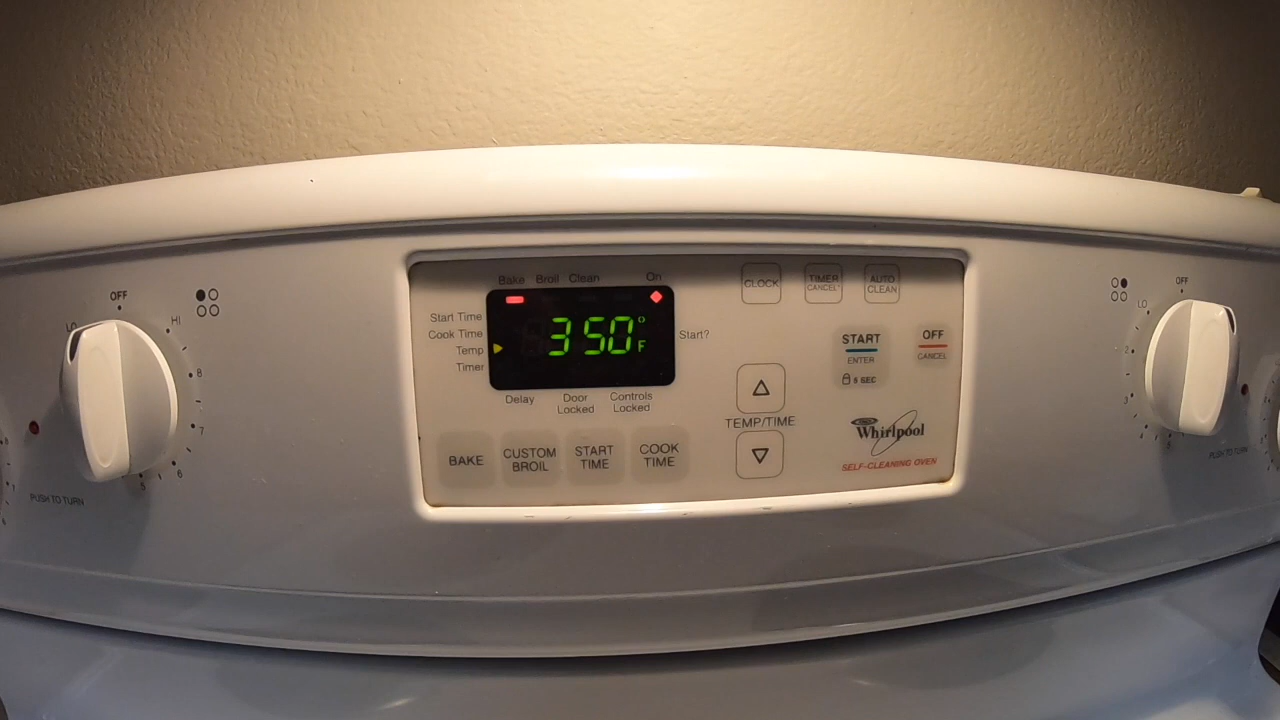 Bake Broil Clean On
Start Time
Cook Time
Temp
Timer
350°F
Start?
Delay
Door Locked
Controls Locked
BAKE
CUSTOM BROIL
START TIME
COOK TIME
CLOCK
TIMER
CANCEL
AUTO CLEAN
TEMP/TIME
START
ENTER
5 SEC
OFF
CANCEL
Whirlpool
SELF-CLEANING OVEN
OFF
LO
HI
8
7
6
5
PUSH TO TURN
OFF
LO
2
3
PUSH TO TURN